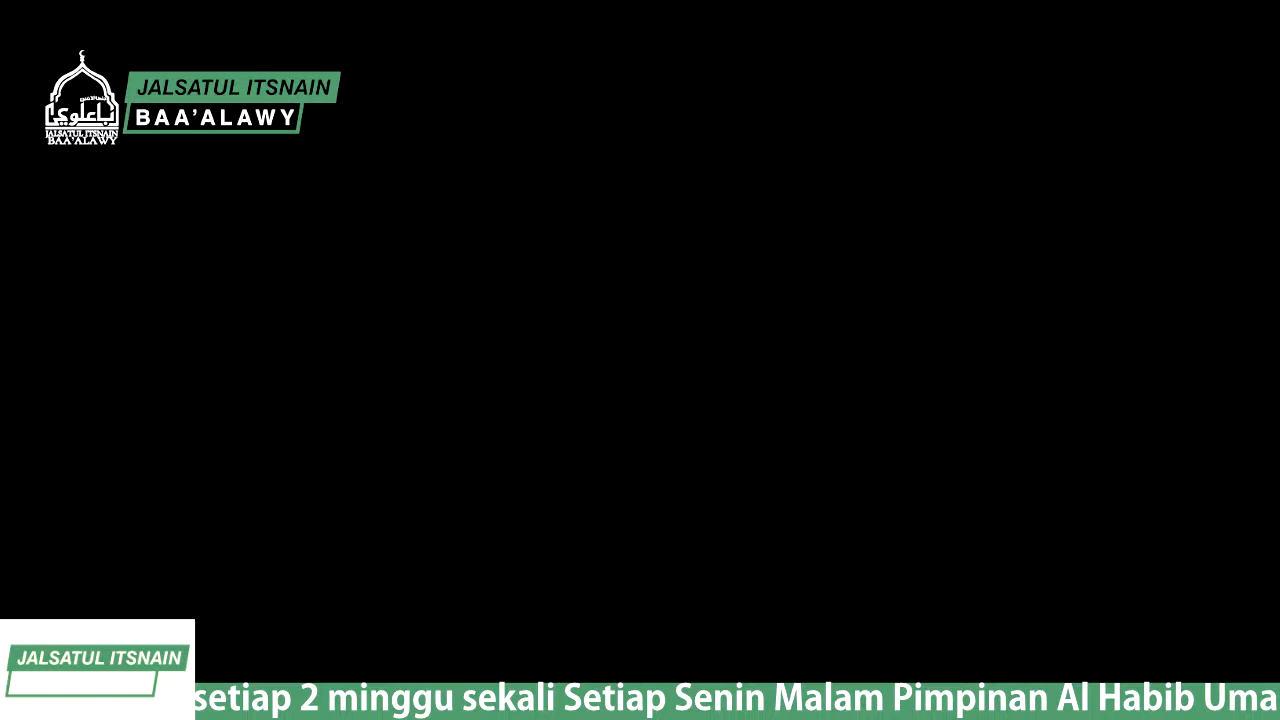 JALSATUL ITSNAIN
BAA'ALAWY
باعلوي
JALSATUL ITSNAIN
BAA'ALAWY
JALSATUL ITSNAIN
setiap 2 minggu sekali Setiap Senin Malam Pimpinan Al Habib Uma